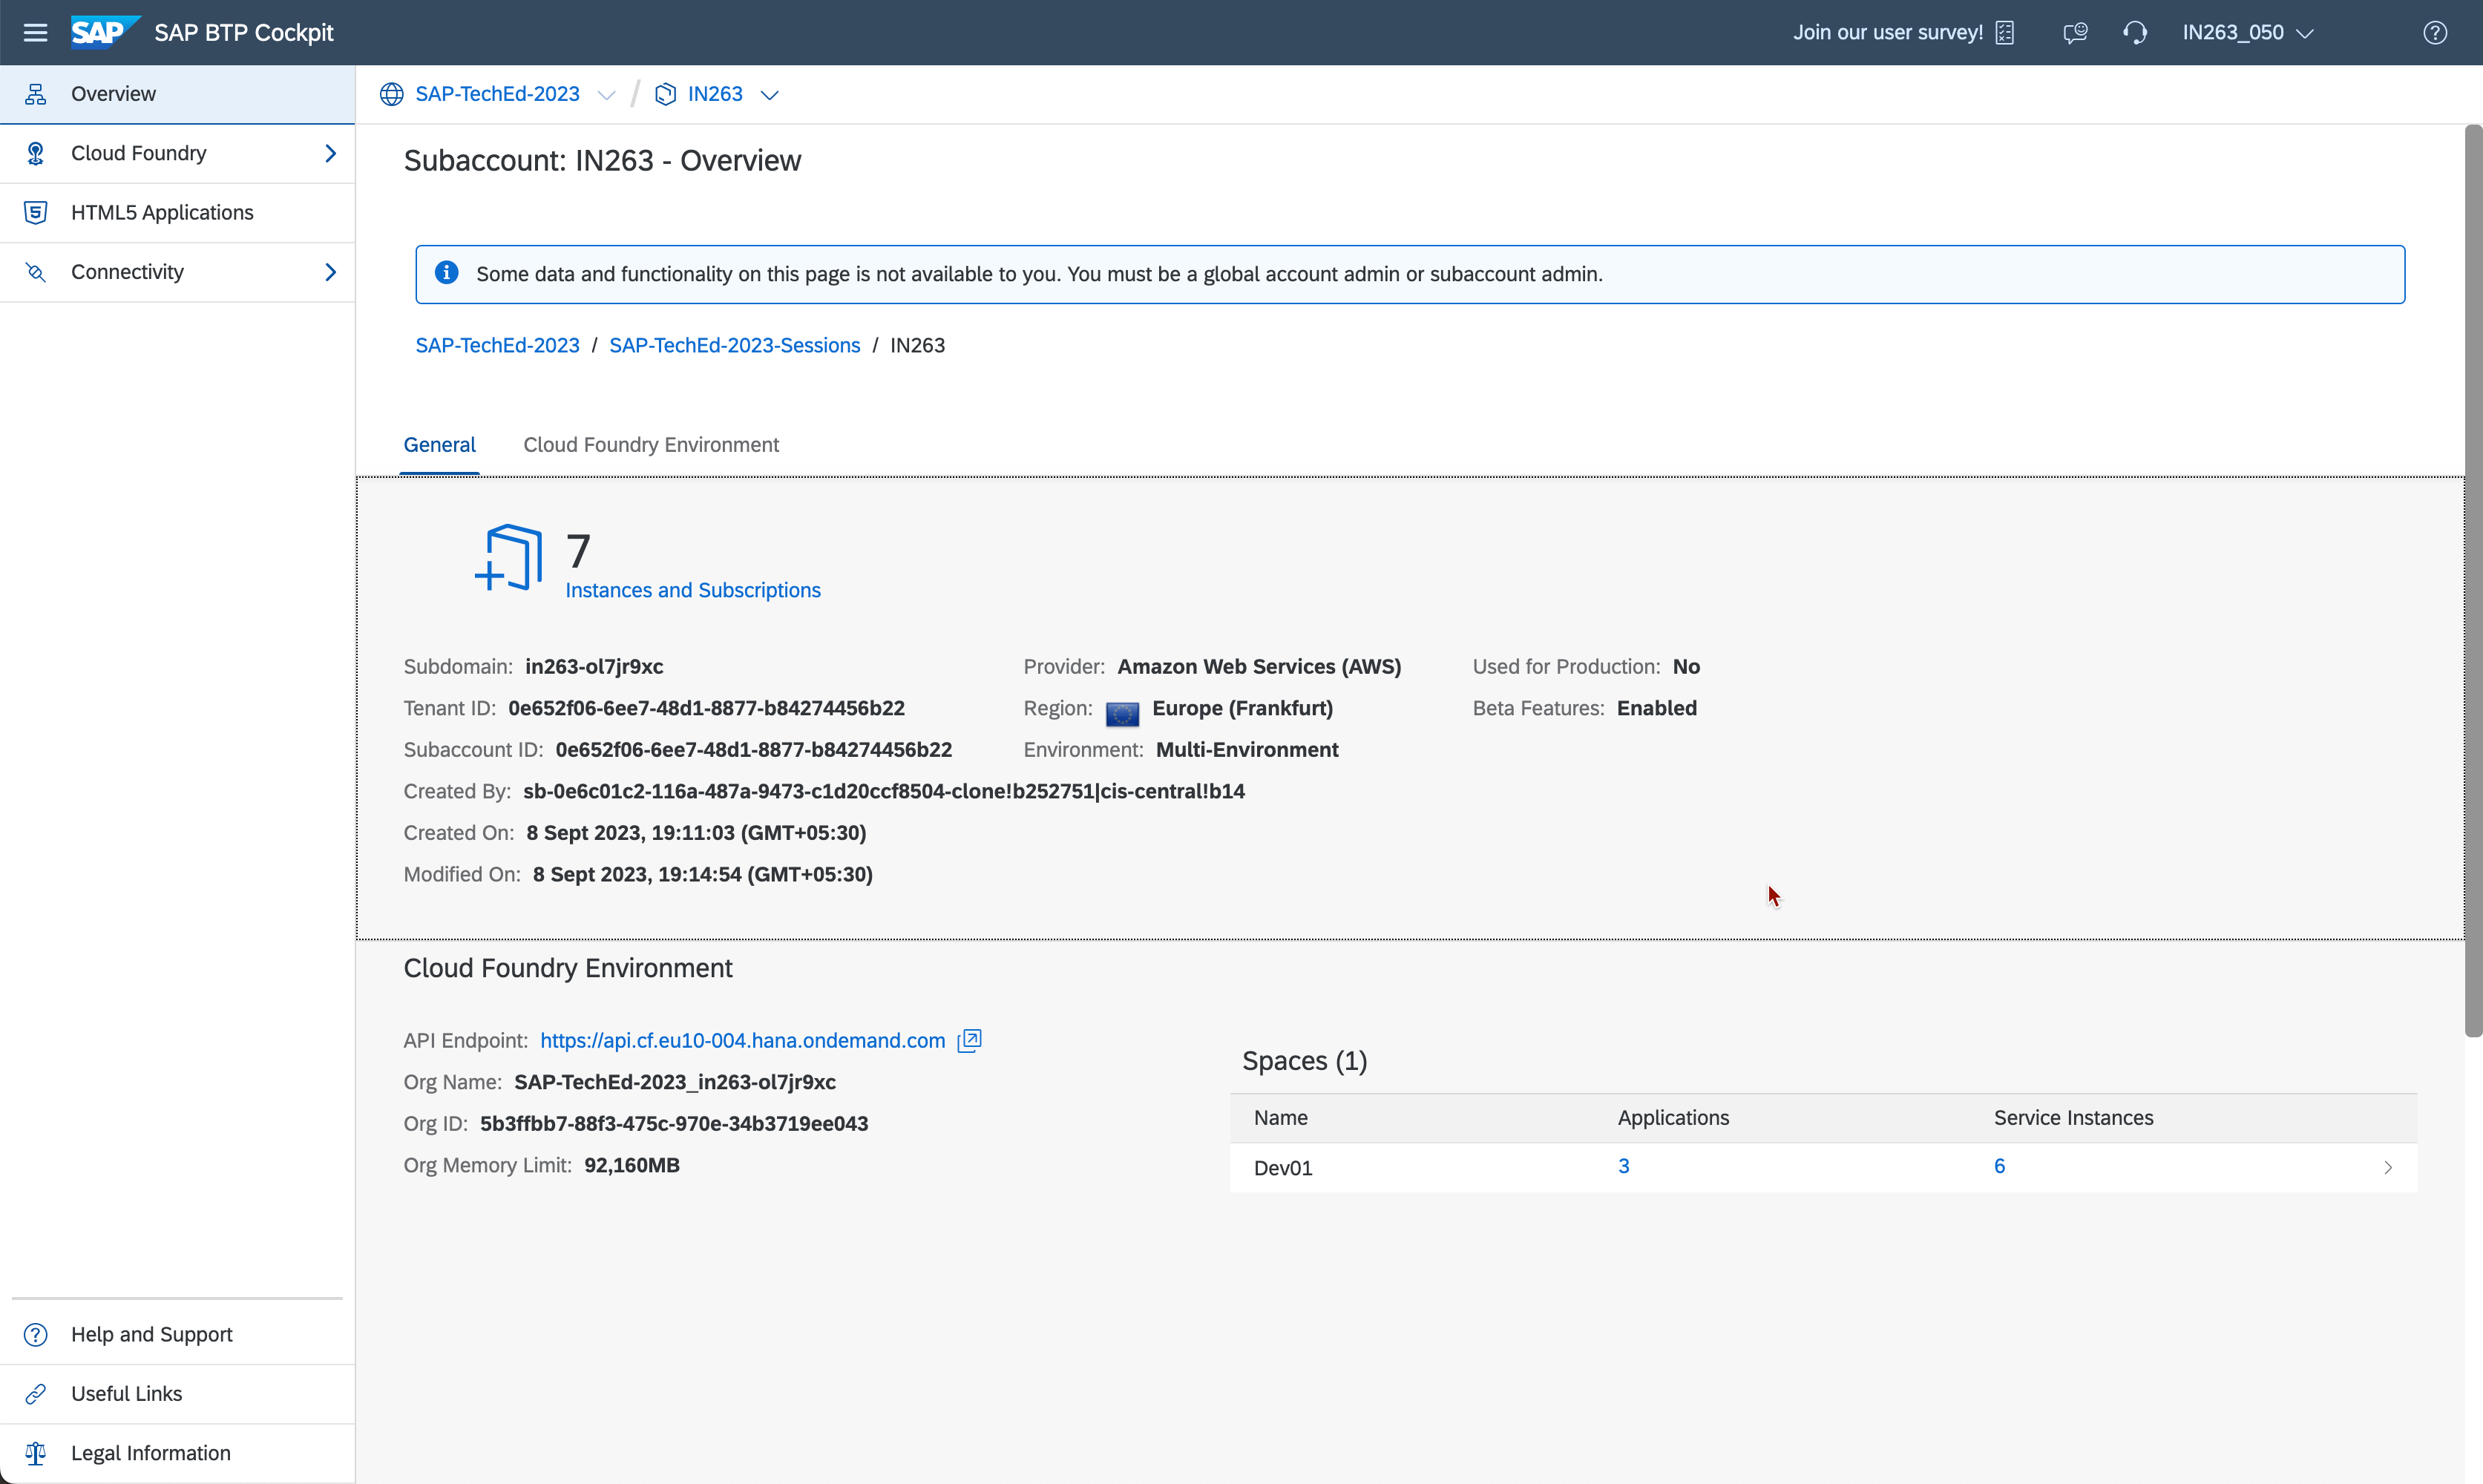 SAP SAP BTP Cockpit
Join our user survey!
IN263_050
Overview
Cloud Foundry
HTML5 Applications
Connectivity
Help and Support
Useful Links
Legal Information
SAP-TechEd-2023 / IN263
Subaccount: IN263 - Overview
Some data and functionality on this page is not available to you. You must be a global account admin or subaccount admin.
SAP-TechEd-2023 / SAP-TechEd-2023-Sessions / IN263
General Cloud Foundry Environment
7
Instances and Subscriptions
Subdomain: in263-ol7jr9xc
Tenant ID: 0e652f06-6ee7-48d1-8877-b84274456b22
Subaccount ID: 0e652f06-6ee7-48d1-8877-b84274456b22
Created By: sb-0e6c01c2-116a-487a-9473-c1d20ccf8504-clone!b252751|cis-central!b14
Created On: 8 Sept 2023, 19:11:03 (GMT+05:30)
Modified On: 8 Sept 2023, 19:14:54 (GMT+05:30)
Provider: Amazon Web Services (AWS)
Region: Europe (Frankfurt)
Environment: Multi-Environment
Used for Production: No
Beta Features: Enabled
Cloud Foundry Environment
API Endpoint: https://api.cf.eu10-004.hana.ondemand.com
Org Name: SAP-TechEd-2023_in263-ol7jr9xc
Org ID: 5b3ffbb7-88f3-475c-970e-34b3719ee043
Org Memory Limit: 92,160MB
Spaces (1)
Name Applications Service Instances
Dev01 3 6